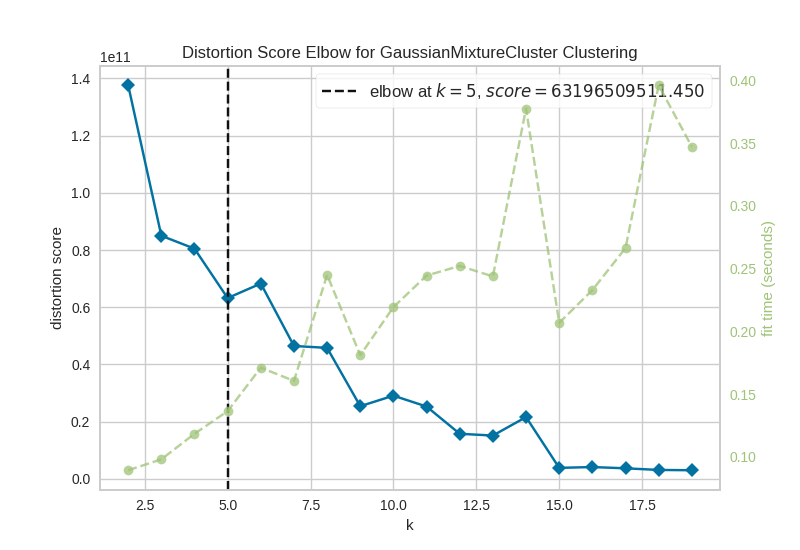 Distortion Score Elbow for GaussianMixtureCluster Clustering
1e11
elbow at k = 5, score = 63196509511.450
distortion score
1.4
1.2
1.0
0.8
0.6
0.4
0.2
0.0
0.40
0.35
0.30
0.25
0.20
0.15
0.10
fit time (seconds)
2.5 5.0 7.5 10.0 12.5 15.0 17.5
k